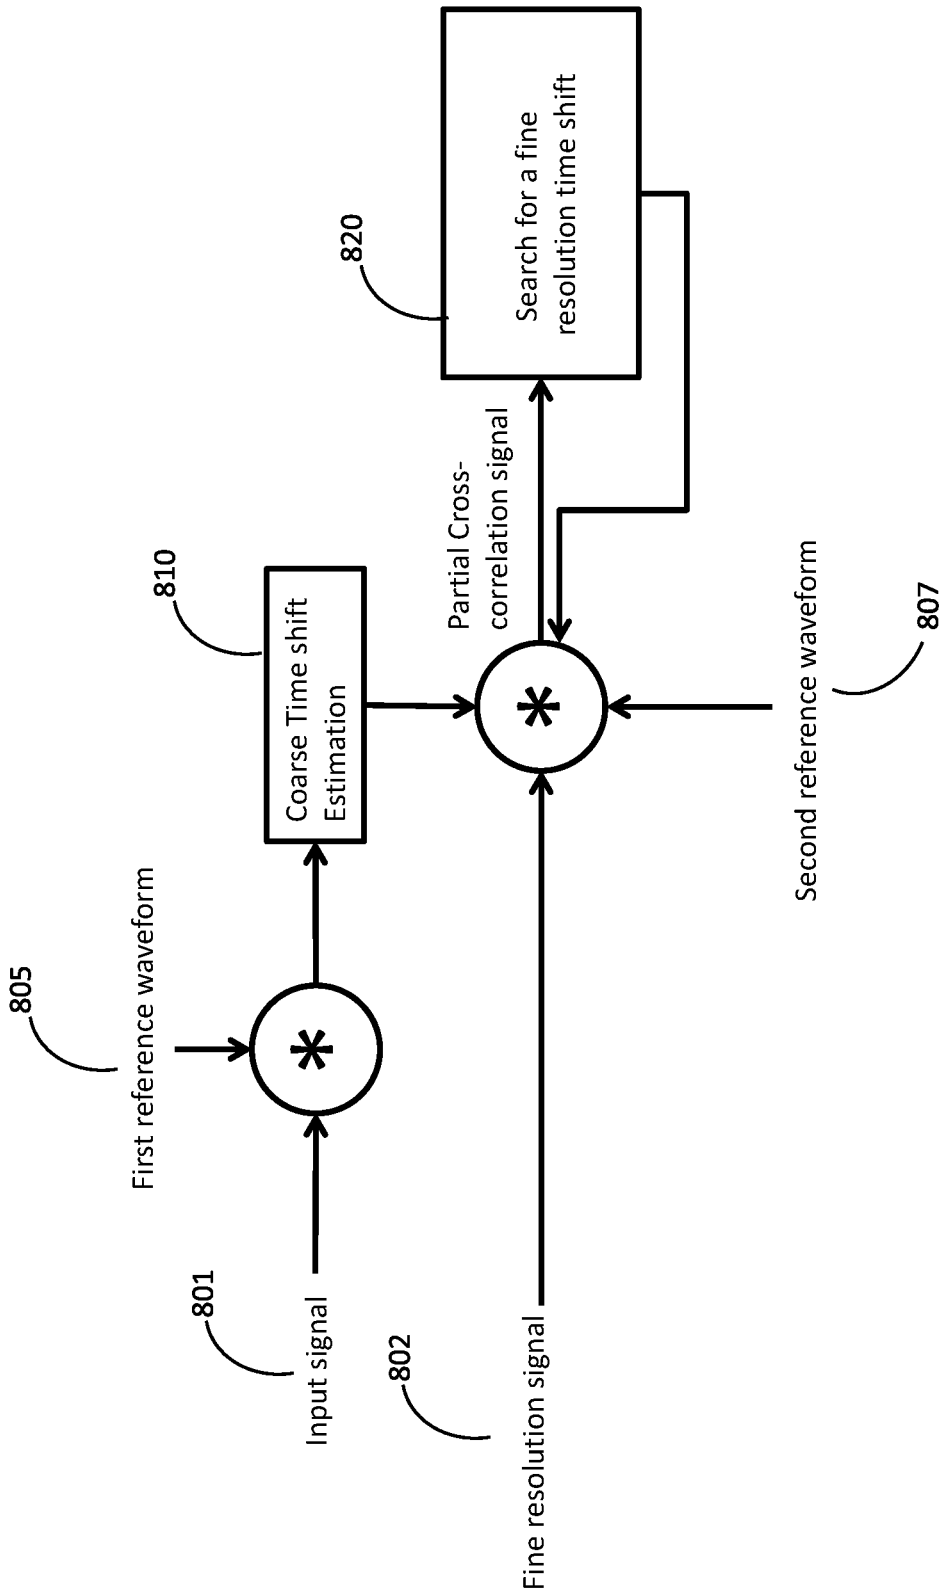 805
First reference waveform
801
Input signal
810
Coarse Time shift
Estimation
802
Fine resolution signal
*
*
Partial Cross-
correlation signal
820
Search for a fine
resolution time shift
Second reference waveform
807